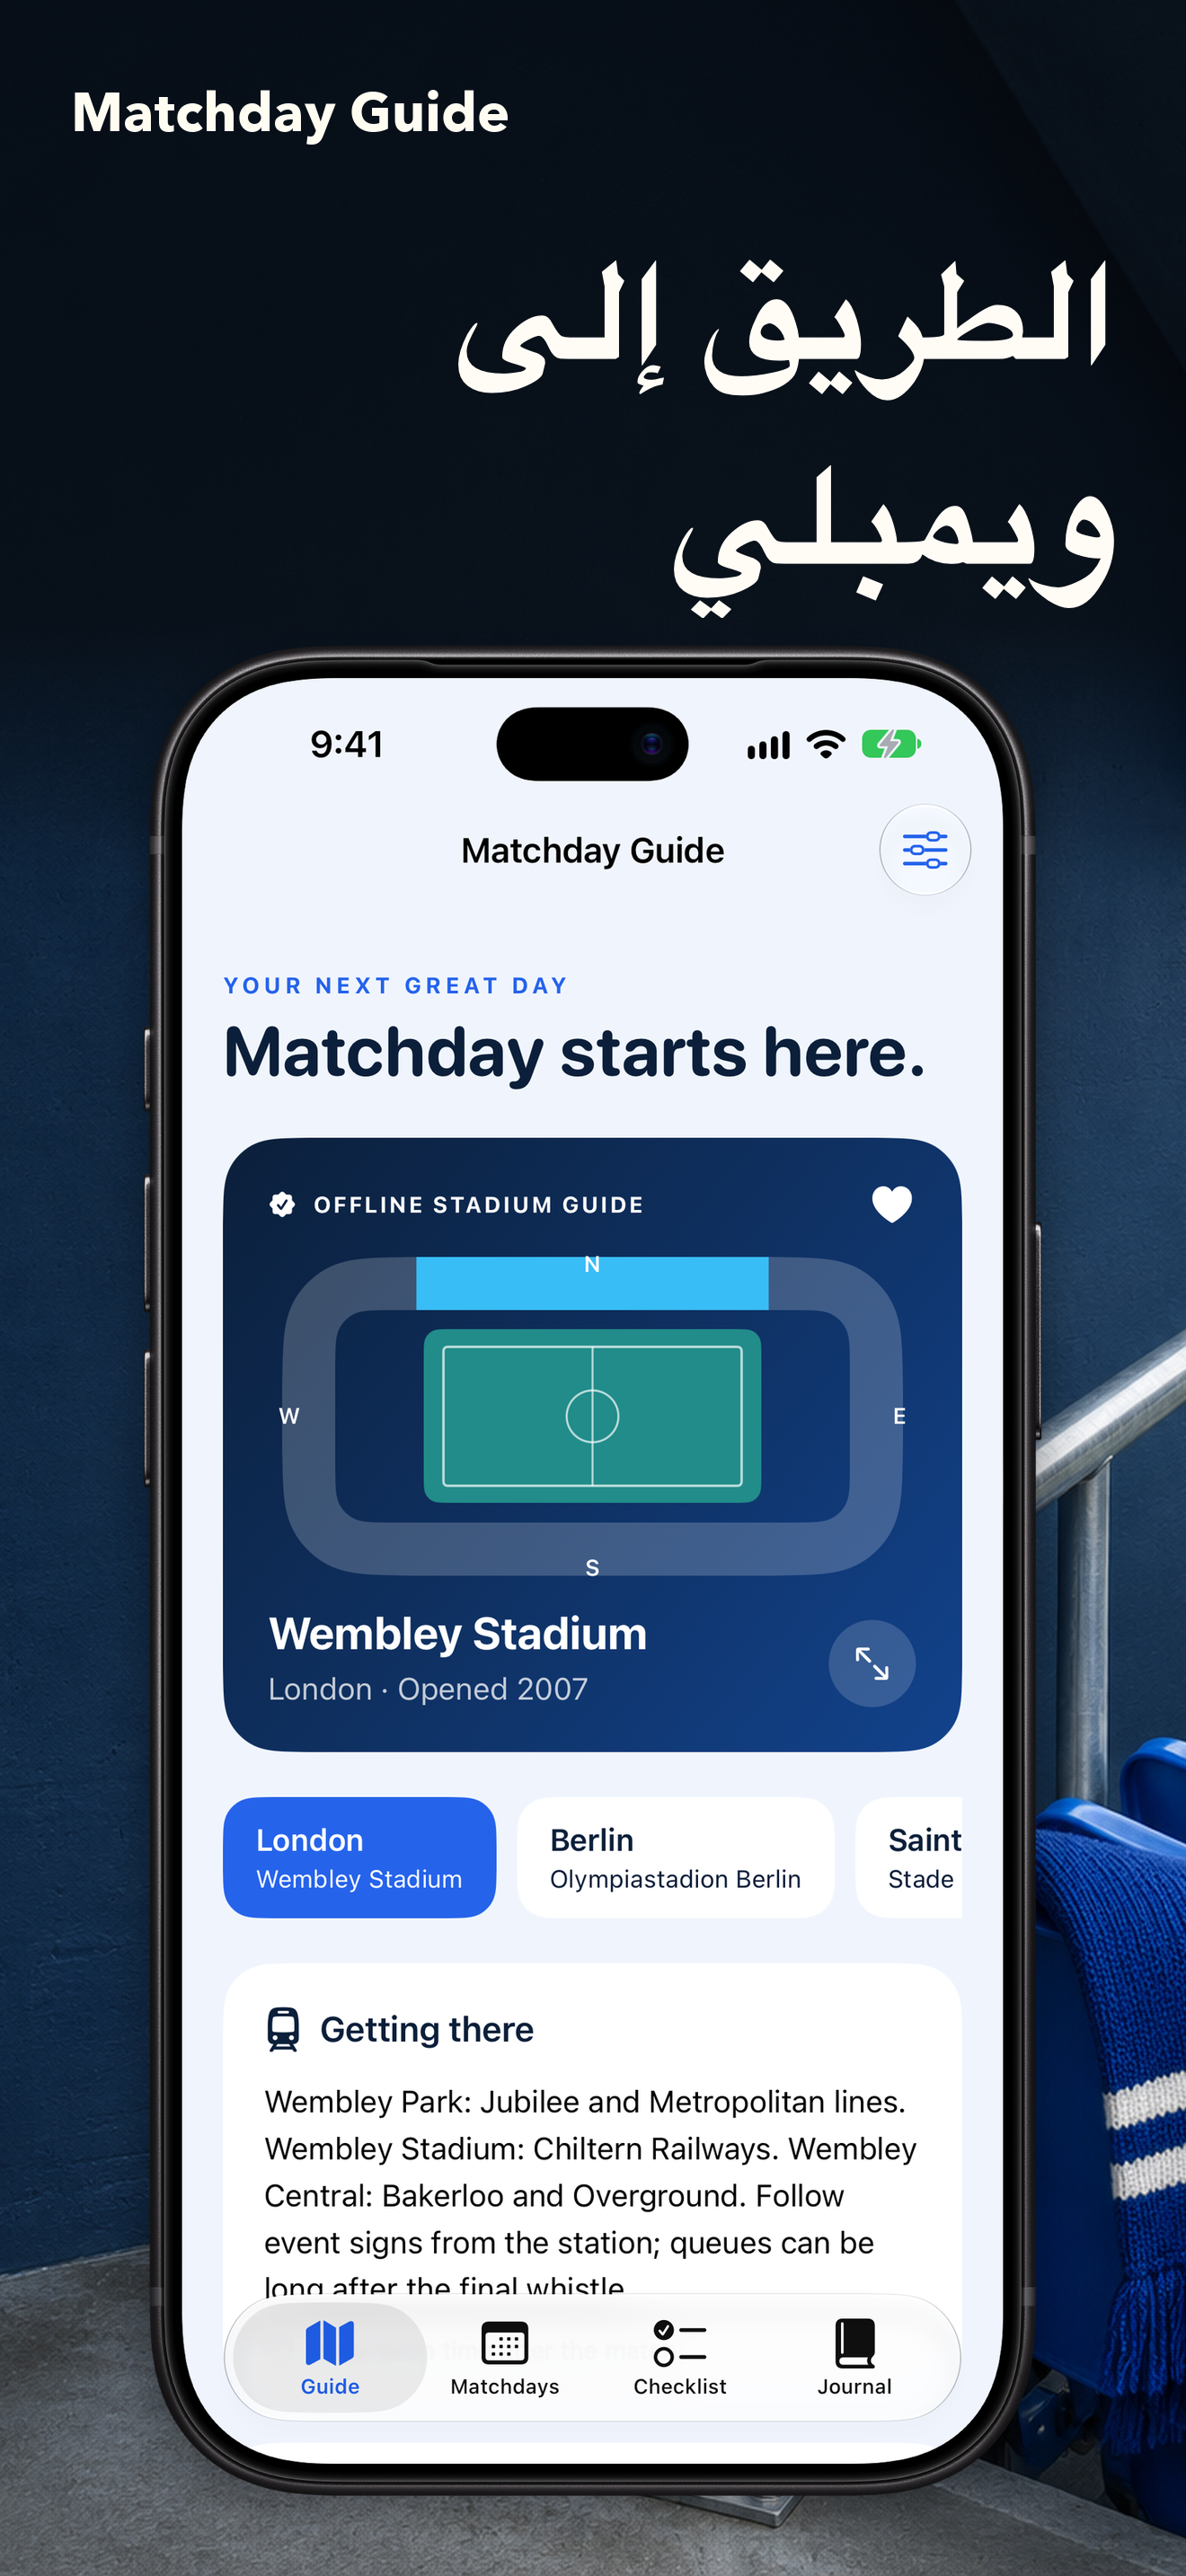 Matchday Guide
الطريق إلى
ويمبلي
9:41
Matchday Guide
YOUR NEXT GREAT DAY
Matchday starts here.
OFFLINE STADIUM GUIDE
N
W
E
S
Wembley Stadium
London · Opened 2007
London
Wembley Stadium
Berlin
Olympiastadion Berlin
Saint
Stade
Getting there
Wembley Park: Jubilee and Metropolitan lines.
Wembley Stadium: Chiltern Railways. Wembley
Central: Bakerloo and Overground. Follow
event signs from the station; queues can be
long after the final whistle.
Guide
Matchdays
Checklist
Journal